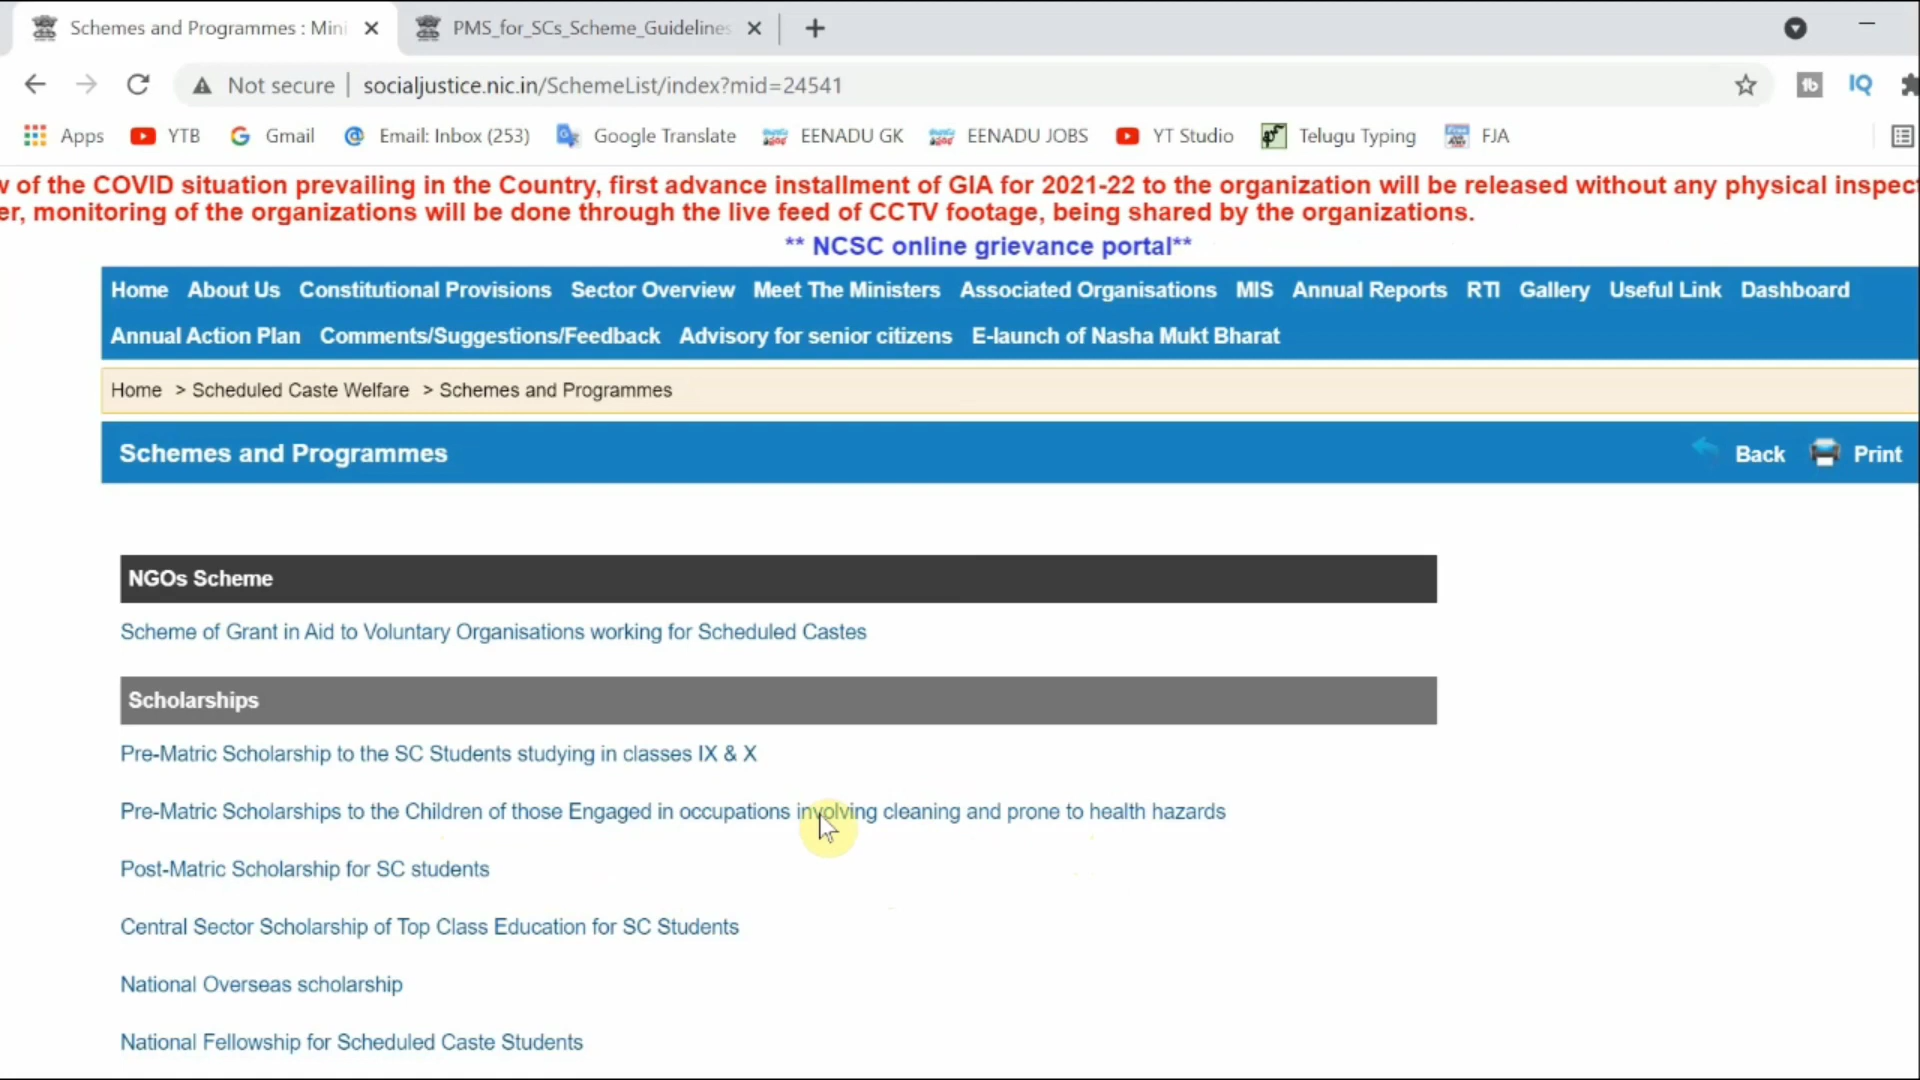 Schemes and Programmes : Mini
PMS_for_SCs_Scheme_Guidelines
Not secure | socialjustice.nic.in/SchemeList/index?mid=24541
Apps YTB Gmail Email: Inbox (253) Google Translate EENADU GK EENADU JOBS YT Studio Telugu Typing FJA
of the COVID situation prevailing in the Country, first advance installment of GIA for 2021-22 to the organization will be released without any physical inspect
er, monitoring of the organizations will be done through the live feed of CCTV footage, being shared by the organizations.
** NCSC online grievance portal**
Home About Us Constitutional Provisions Sector Overview Meet The Ministers Associated Organisations MIS Annual Reports RTI Gallery Useful Link Dashboard
Annual Action Plan Comments/Suggestions/Feedback Advisory for senior citizens E-launch of Nasha Mukt Bharat
Home > Scheduled Caste Welfare > Schemes and Programmes
Schemes and Programmes Back Print
NGOs Scheme
Scheme of Grant in Aid to Voluntary Organisations working for Scheduled Castes
Scholarships
Pre-Matric Scholarship to the SC Students studying in classes IX & X
Pre-Matric Scholarships to the Children of those Engaged in occupations involving cleaning and prone to health hazards
Post-Matric Scholarship for SC students
Central Sector Scholarship of Top Class Education for SC Students
National Overseas scholarship
National Fellowship for Scheduled Caste Students